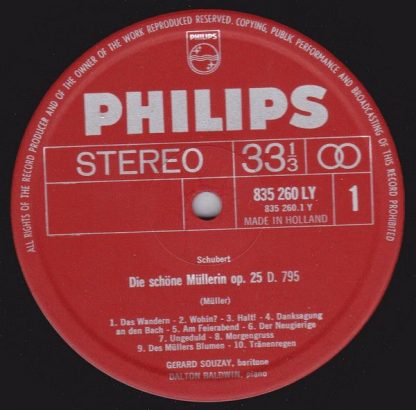 ALL RIGHTS OF THE RECORD PRODUCER AND OF THE OWNER OF THE WORK REPRODUCED RESERVED. COPYING, PUBLIC PERFORMANCE AND BROADCASTING OF THIS RECORD PROHIBITED
PHILIPS
PHILIPS
STEREO 33⅓
835 260 LY
835 260.1 Y
MADE IN HOLLAND
1
Schubert
Die schöne Müllerin op. 25 D. 795
(Müller)
1. Das Wandern - 2. Wohin? - 3. Halt! - 4. Danksagung
an den Bach - 5. Am Feierabend - 6. Der Neugierige
7. Ungeduld - 8. Morgengruss
9. Des Müllers Blumen - 10. Tränenregen
GERARD SOUZAY, baritone
DALTON BALDWIN, piano